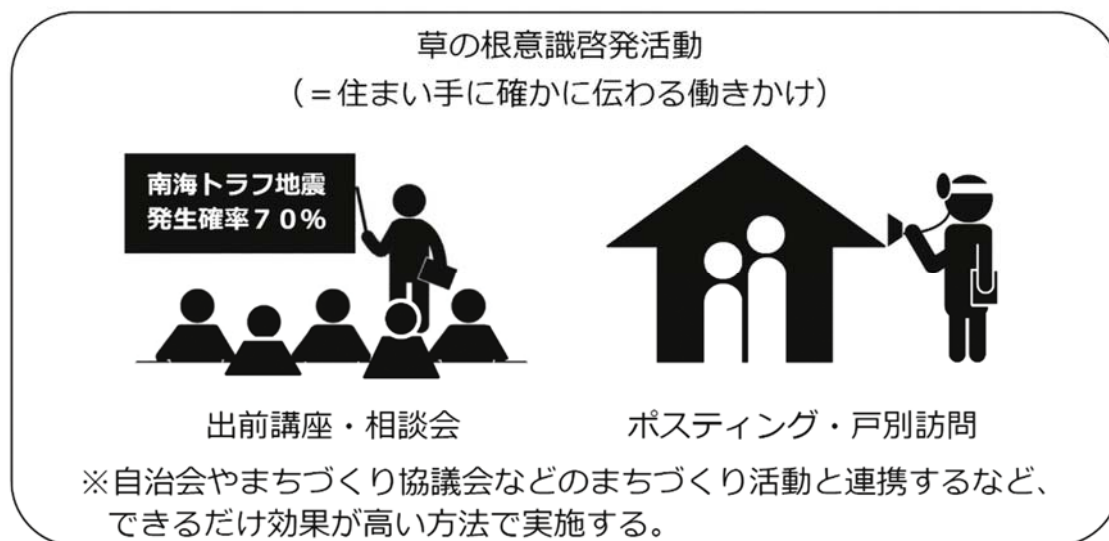 草の根意識啓発活動
（＝住まい手に確かに伝わる働きかけ）
南海トラフ地震
発生確率７０％
出前講座・相談会
ポスティング・戸別訪問
※自治会やまちづくり協議会などのまちづくり活動と連携するなど、
できるだけ効果が高い方法で実施する。